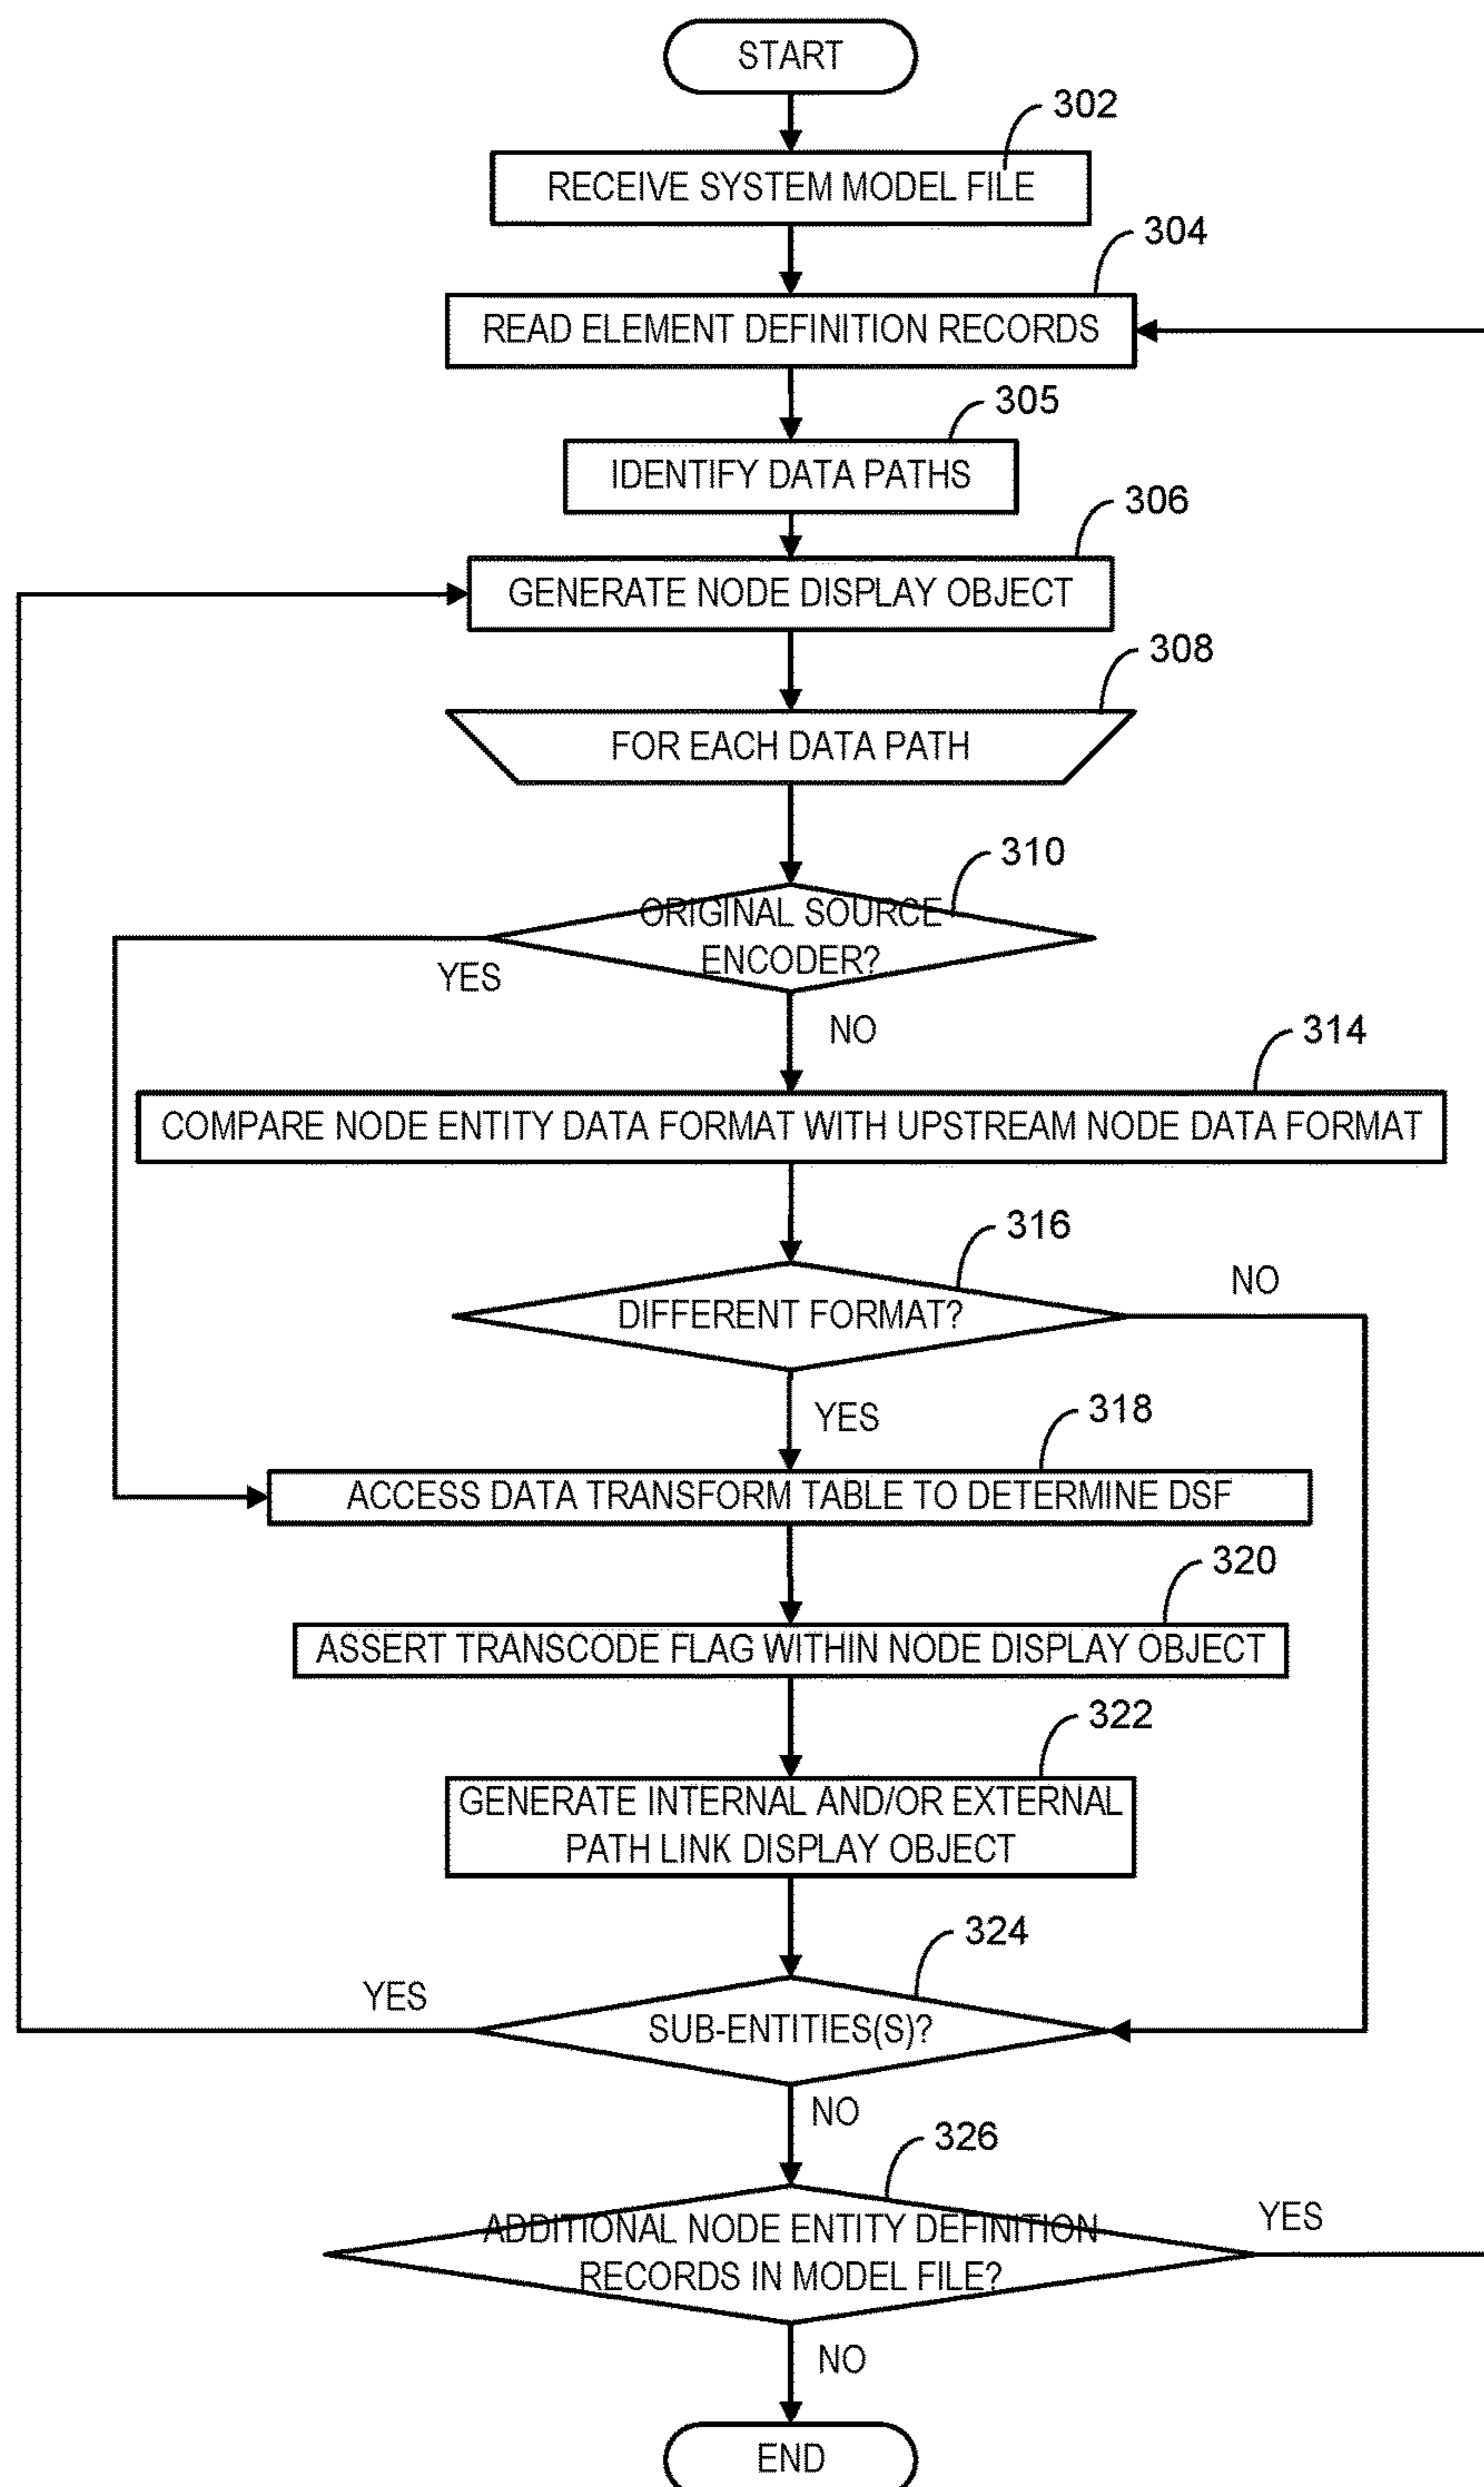 START
302
RECEIVE SYSTEM MODEL FILE
304
READ ELEMENT DEFINITION RECORDS
305
IDENTIFY DATA PATHS
306
GENERATE NODE DISPLAY OBJECT
308
FOR EACH DATA PATH
310
ORIGINAL SOURCE
ENCODER?
YES
NO
314
COMPARE NODE ENTITY DATA FORMAT WITH UPSTREAM NODE DATA FORMAT
316
NO
DIFFERENT FORMAT?
YES
318
ACCESS DATA TRANSFORM TABLE TO DETERMINE DSF
320
ASSERT TRANSCODE FLAG WITHIN NODE DISPLAY OBJECT
322
GENERATE INTERNAL AND/OR EXTERNAL
PATH LINK DISPLAY OBJECT
324
YES
SUB-ENTITIES(S)?
NO
326
ADDITIONAL NODE ENTITY DEFINITION
RECORDS IN MODEL FILE?
YES
NO
END